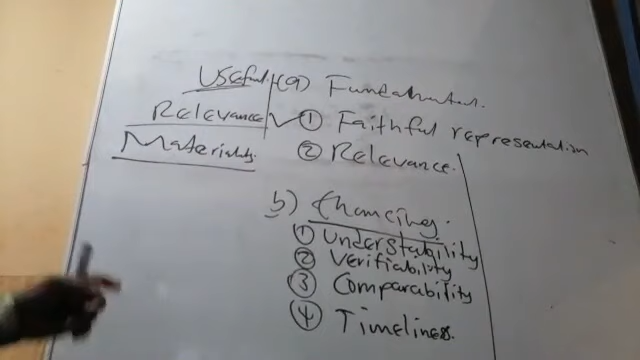 Useful (a) Fundamental.
Relevance ① Faithful representation
Materiality. ② Relevance.
b) Enhancing.
① Understability
② Verifiability
③ Comparability
④ Timeliness.